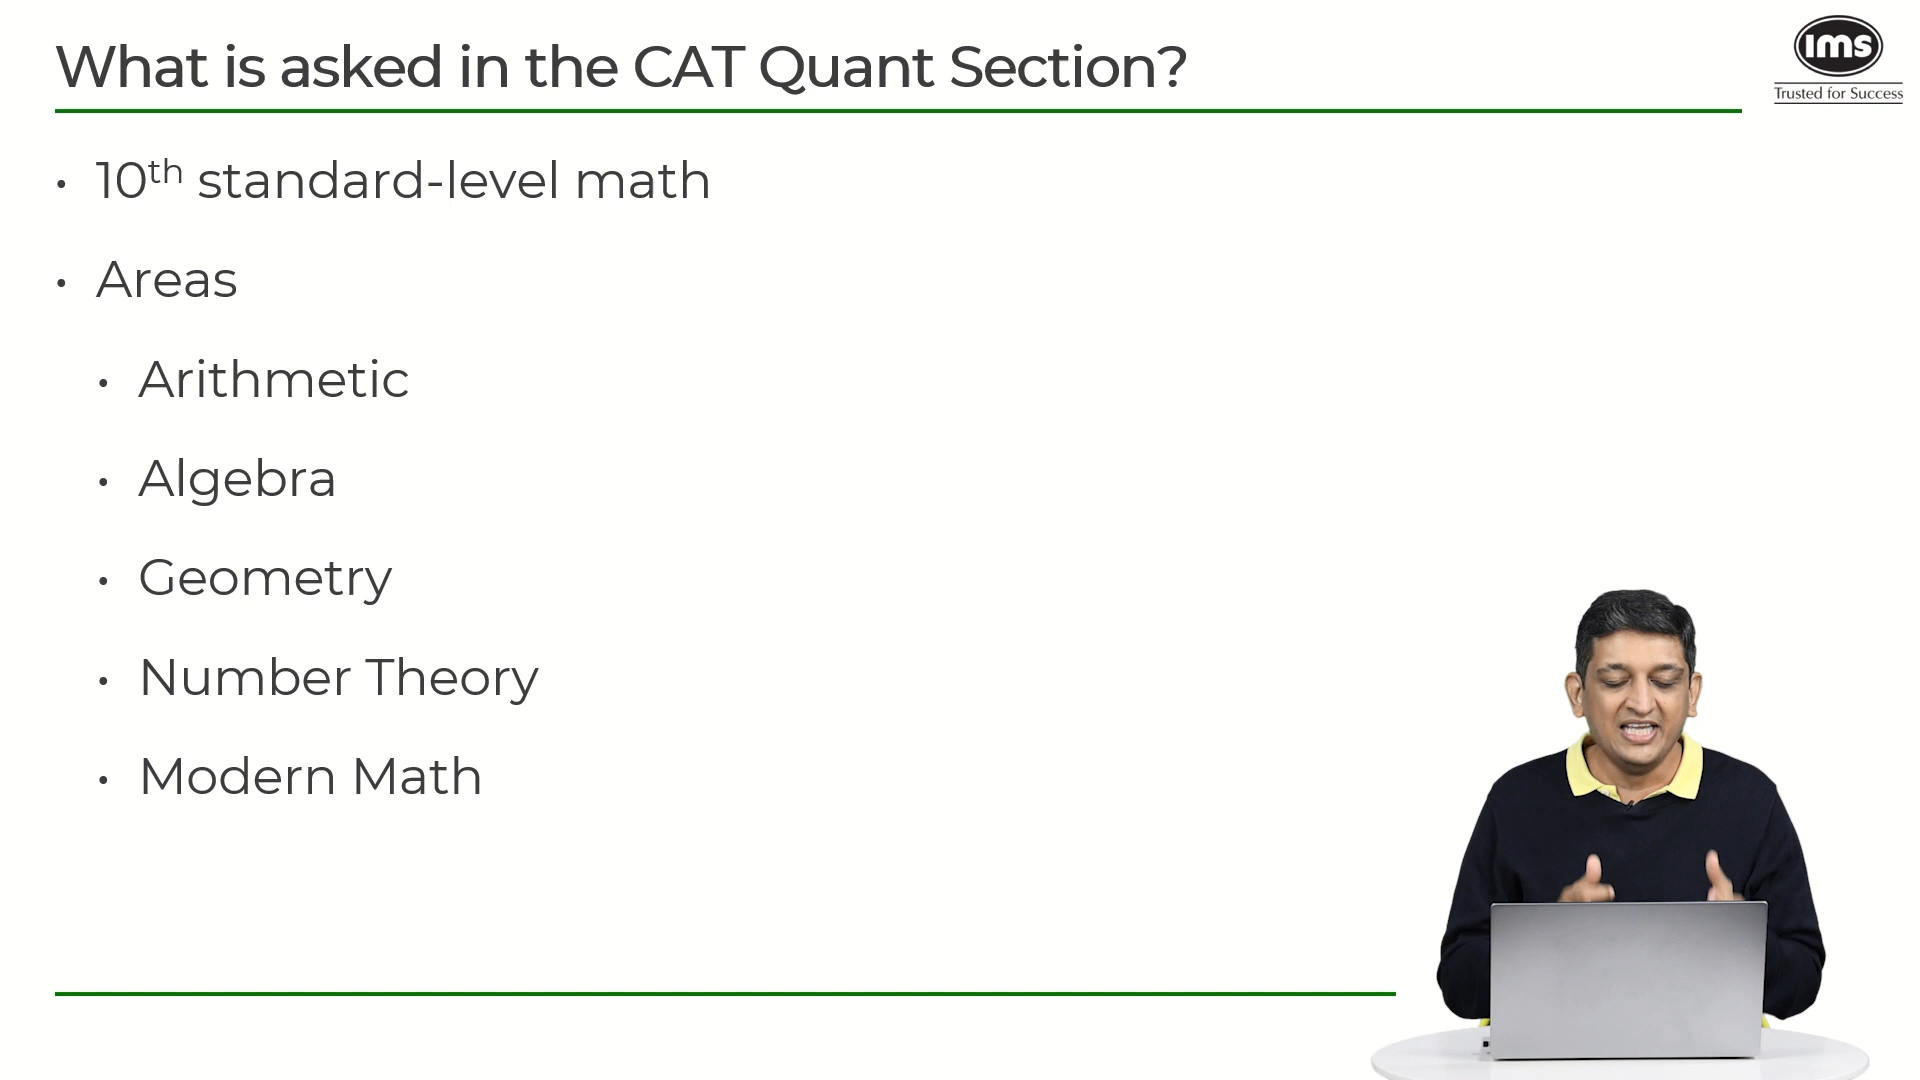 What is asked in the CAT Quant Section?
ims
Trusted for Success
• 10th standard-level math
• Areas
• Arithmetic
• Algebra
• Geometry
• Number Theory
• Modern Math